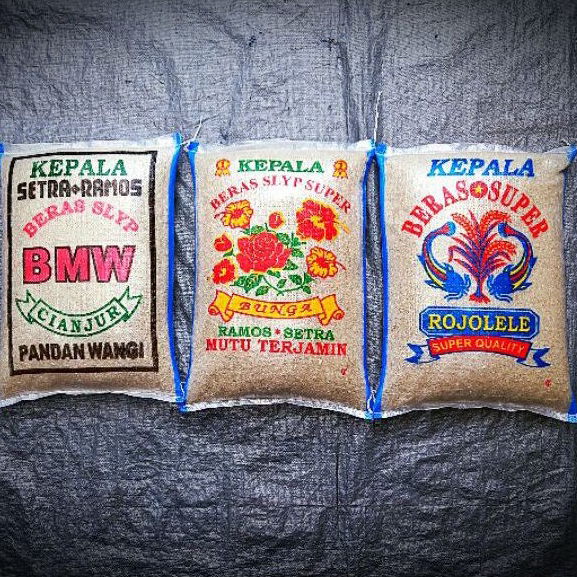 KEPALA
SETRA+RAMOS
BERAS SLYP
BMW
CIANJUR
PANDAN WANGI
KEPALA
BERAS SLYP SUPER
BUNGA
RAMOS * SETRA
MUTU TERJAMIN
KEPALA
BERAS SUPER
ROJOLELE
SUPER QUALITY